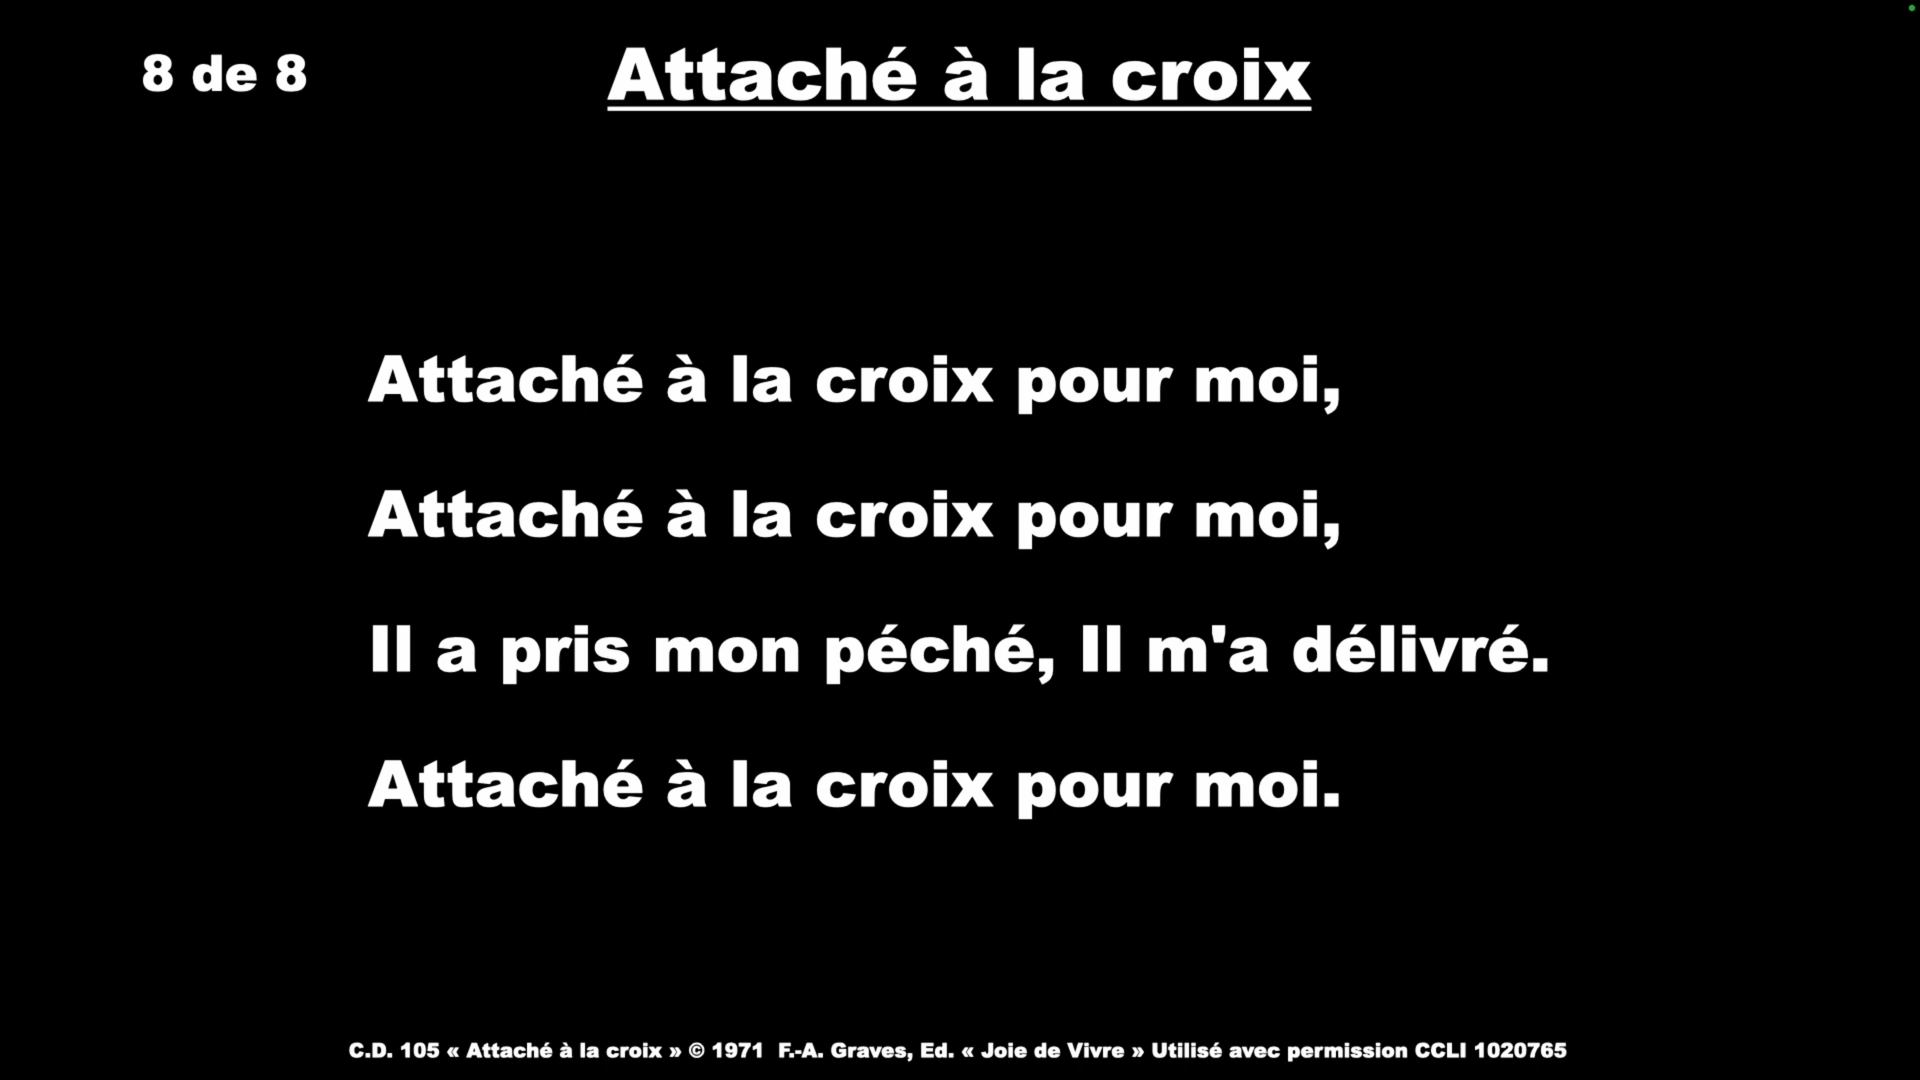 8 de 8
Attaché à la croix
Attaché à la croix pour moi,
Attaché à la croix pour moi,
Il a pris mon péché, Il m'a délivré.
Attaché à la croix pour moi.
C.D. 105 « Attaché à la croix » © 1971  F.-A. Graves, Ed. « Joie de Vivre » Utilisé avec permission CCLI 1020765